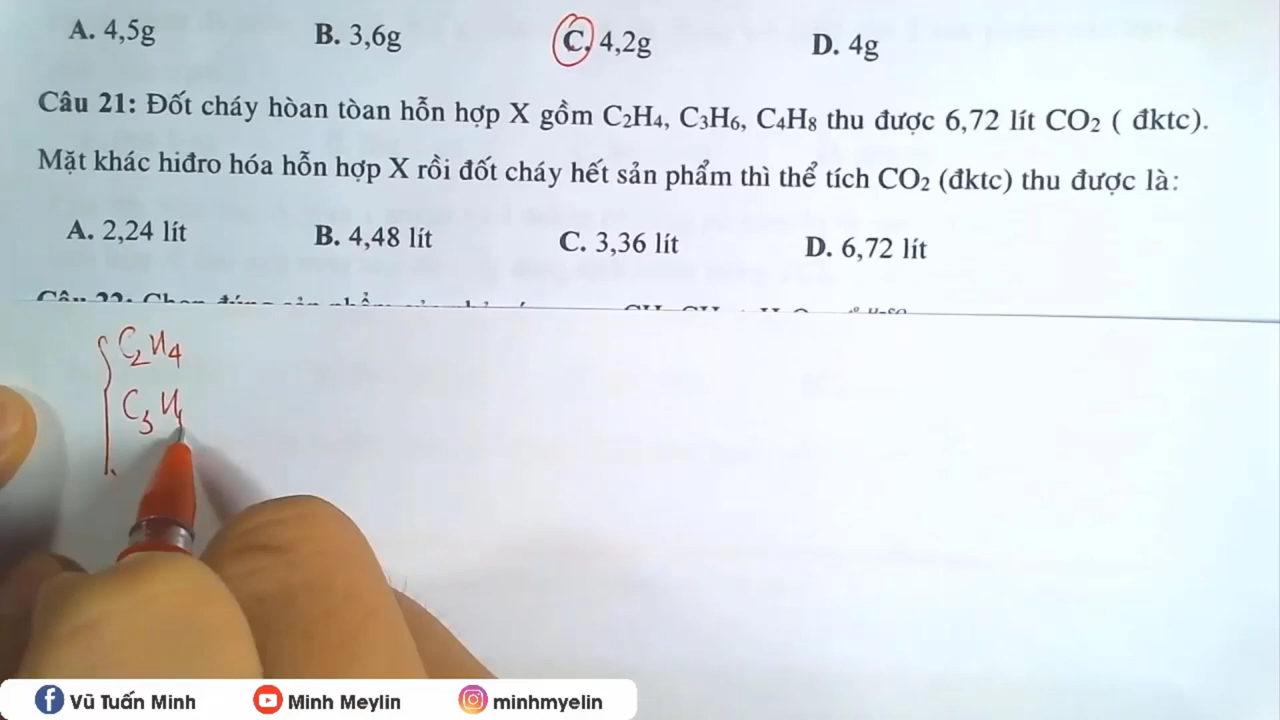 A. 4,5g B. 3,6g C. 4,2g D. 4g
Câu 21: Đốt cháy hòan tòan hỗn hợp X gồm C₂H₄, C₃H₆, C₄H₈ thu được 6,72 lít CO₂ ( đktc).
Mặt khác hiđro hóa hỗn hợp X rồi đốt cháy hết sản phẩm thì thể tích CO₂ (đktc) thu được là:
A. 2,24 lít B. 4,48 lít C. 3,36 lít D. 6,72 lít
C₂H₄
C₃H
Vũ Tuấn Minh Minh Meylin minhmyelin